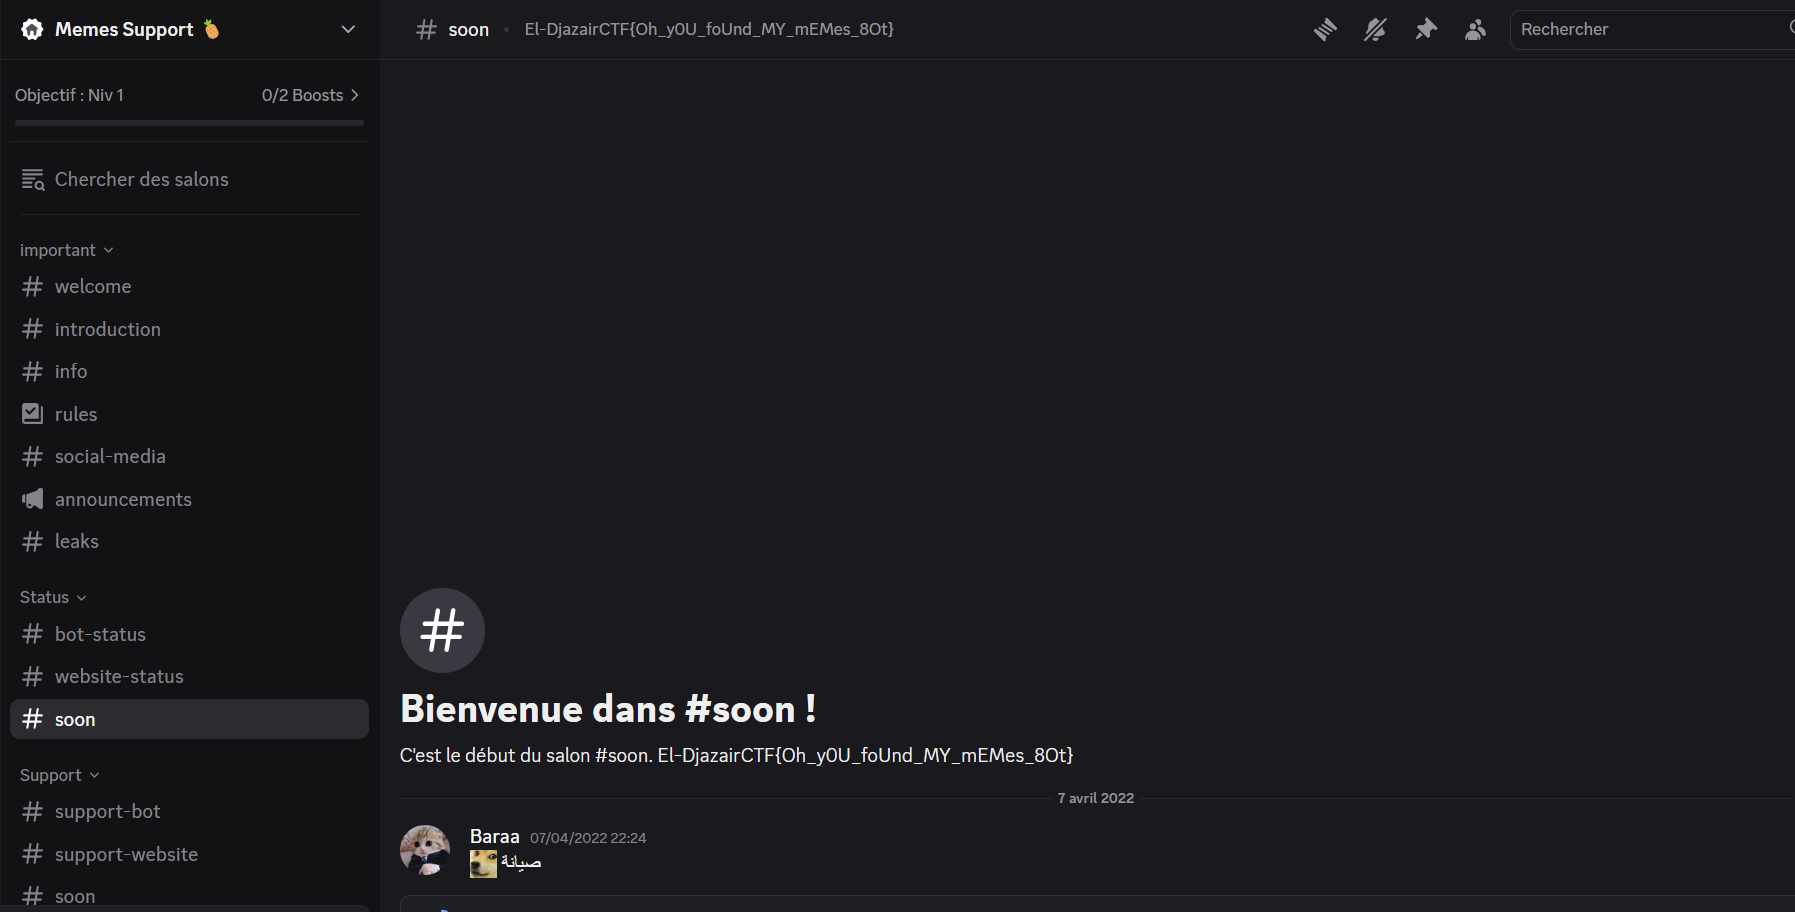 Memes Support 🍍
Objectif : Niv 1
0/2 Boosts
Chercher des salons
important
welcome
introduction
info
rules
social-media
announcements
leaks
Status
bot-status
website-status
soon
Support
support-bot
support-website
soon
soon • El-DjazairCTF{Oh_y0U_foUnd_MY_mEMes_8Ot}
Rechercher
Bienvenue dans #soon !
C'est le début du salon #soon. El-DjazairCTF{Oh_y0U_foUnd_MY_mEMes_8Ot}
7 avril 2022
Baraa 07/04/2022 22:24
صيانة